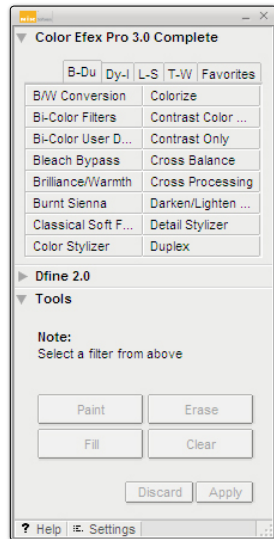 Color Efex Pro 3.0 Complete
B-Du Dy-I L-S T-W Favorites
B/W Conversion Colorize
Bi-Color Filters Contrast Color ...
Bi-Color User D... Contrast Only
Bleach Bypass Cross Balance
Brilliance/Warmth Cross Processing
Burnt Sienna Darken/Lighten ...
Classical Soft F... Detail Stylizer
Color Stylizer Duplex
Dfine 2.0
Tools
Note:
Select a filter from above
Paint Erase
Fill Clear
Discard Apply
? Help Settings